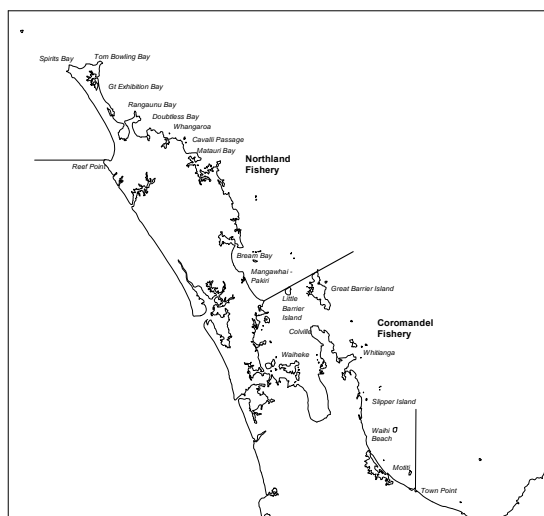 Spirits Bay
Tom Bowling Bay
Gt Exhibition Bay
Rangaunu Bay
Doubtless Bay
Whangaroa
Cavalli Passage
Matauri Bay
Northland
Fishery
Reef Point
Bream Bay
Mangawhai -
Pakiri
Great Barrier Island
Little
Barrier
Island
Colville
Coromandel
Fishery
Waiheke
Whitianga
Slipper Island
Waihi
Beach
Motiti
Town Point